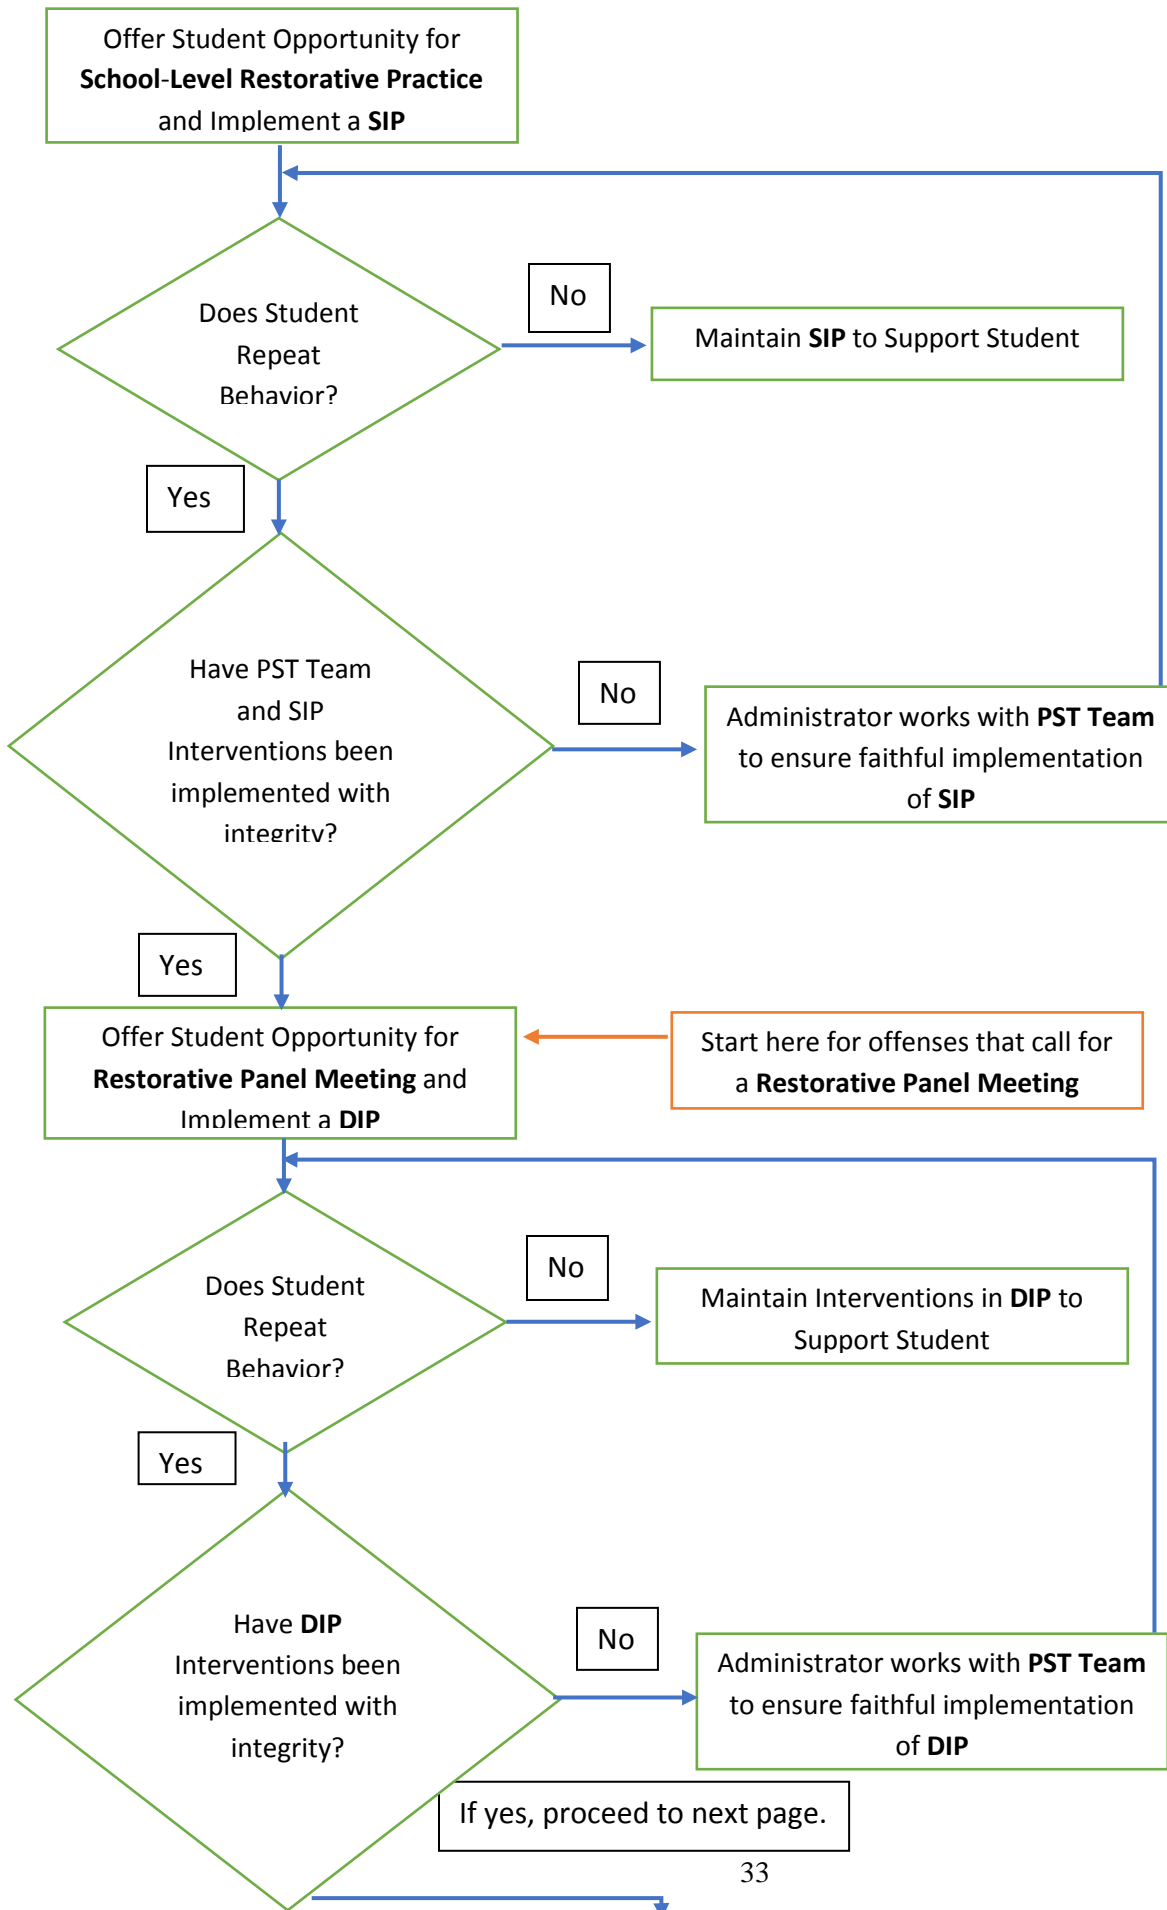 Offer Student Opportunity for
School-Level Restorative Practice
and Implement a SIP
Does Student
Repeat
Behavior?
No
Maintain SIP to Support Student
Yes
Have PST Team
and SIP
Interventions been
implemented with
integrity?
No
Administrator works with PST Team
to ensure faithful implementation
of SIP
Yes
Offer Student Opportunity for
Restorative Panel Meeting and
Implement a DIP
Start here for offenses that call for
a Restorative Panel Meeting
Does Student
Repeat
Behavior?
No
Maintain Interventions in DIP to
Support Student
Yes
Have DIP
Interventions been
implemented with
integrity?
No
Administrator works with PST Team
to ensure faithful implementation
of DIP
If yes, proceed to next page.
33